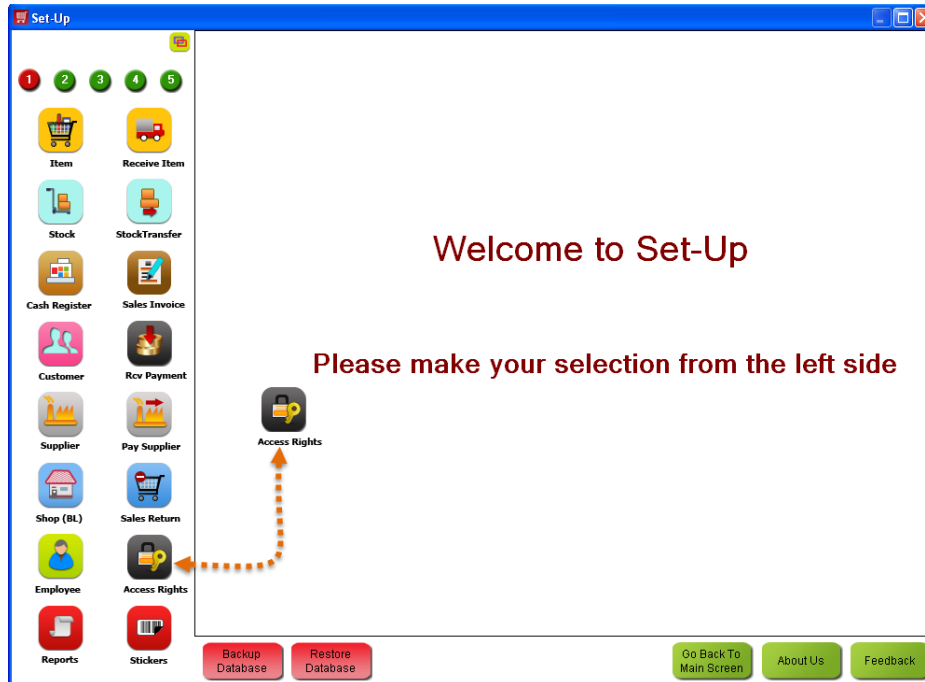 Set-Up
1 2 3 4 5
Item Receive Item
Stock StockTransfer
Cash Register Sales Invoice
Customer Rcv Payment
Supplier Pay Supplier
Shop (BL) Sales Return
Employee Access Rights
Reports Stickers
Welcome to Set-Up
Please make your selection from the left side
Access Rights
Backup
Database
Restore
Database
Go Back To
Main Screen
About Us
Feedback